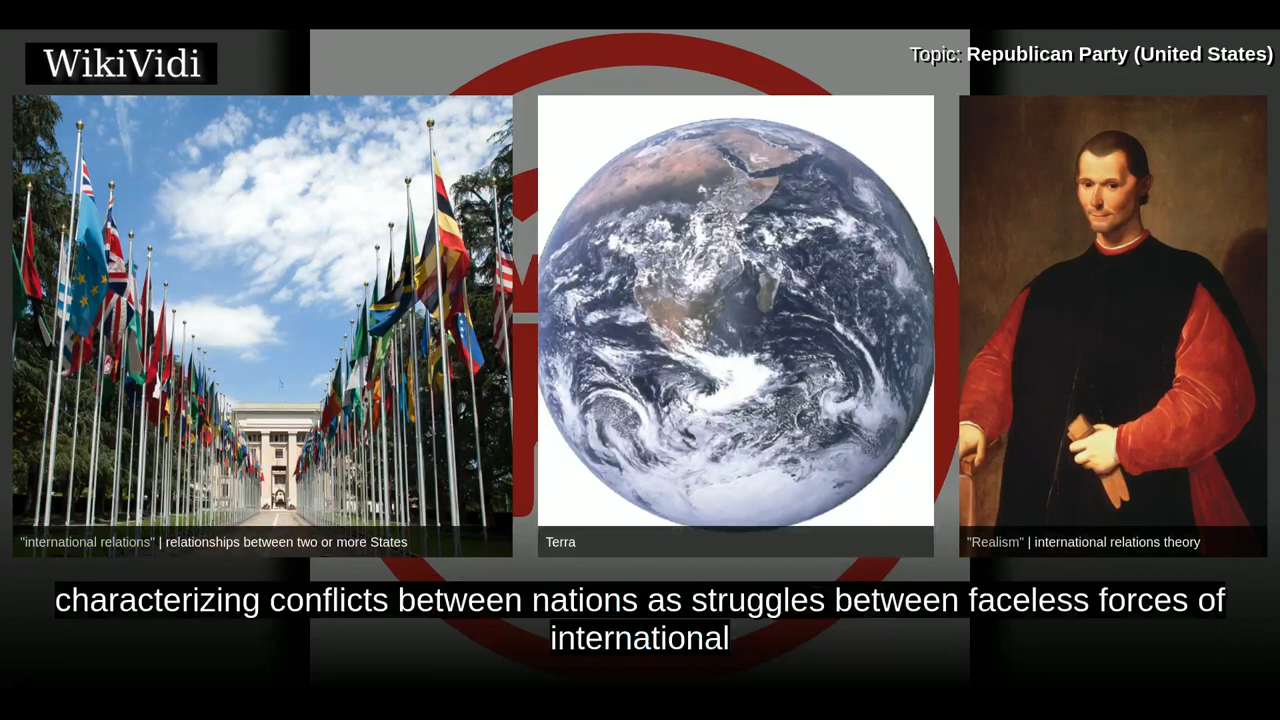 WikiVidi
Topic: Republican Party (United States)
"international relations" | relationships between two or more States
Terra
"Realism" | international relations theory
characterizing conflicts between nations as struggles between faceless forces of
international